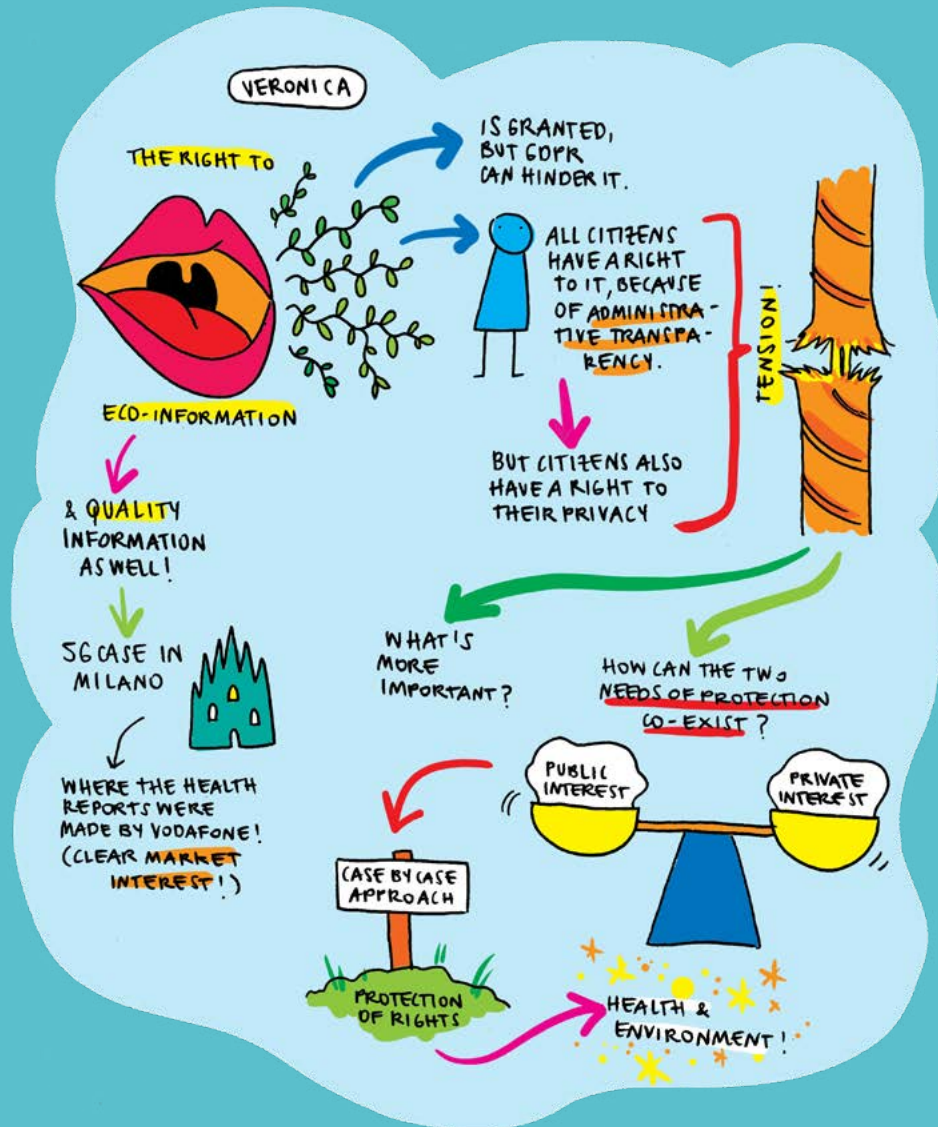 VERONICA
THE RIGHT TO
ECO-INFORMATION
IS GRANTED,
BUT GDPR
CAN HINDER IT.
ALL CITIZENS
HAVE A RIGHT
TO IT, BECAUSE
OF ADMINISTRA-
TIVE TRANSPA-
RENCY.
BUT CITIZENS ALSO
HAVE A RIGHT TO
THEIR PRIVACY
TENSION!
& QUALITY
INFORMATION
AS WELL!
5G CASE IN
MILANO
WHERE THE HEALTH
REPORTS WERE
MADE BY VODAFONE!
(CLEAR MARKET
INTEREST!)
WHAT'S
MORE
IMPORTANT?
HOW CAN THE TWO
NEEDS OF PROTECTION
CO-EXIST?
PUBLIC
INTEREST
PRIVATE
INTEREST
CASE BY CASE
APPROACH
PROTECTION
OF RIGHTS
HEALTH &
ENVIRONMENT!